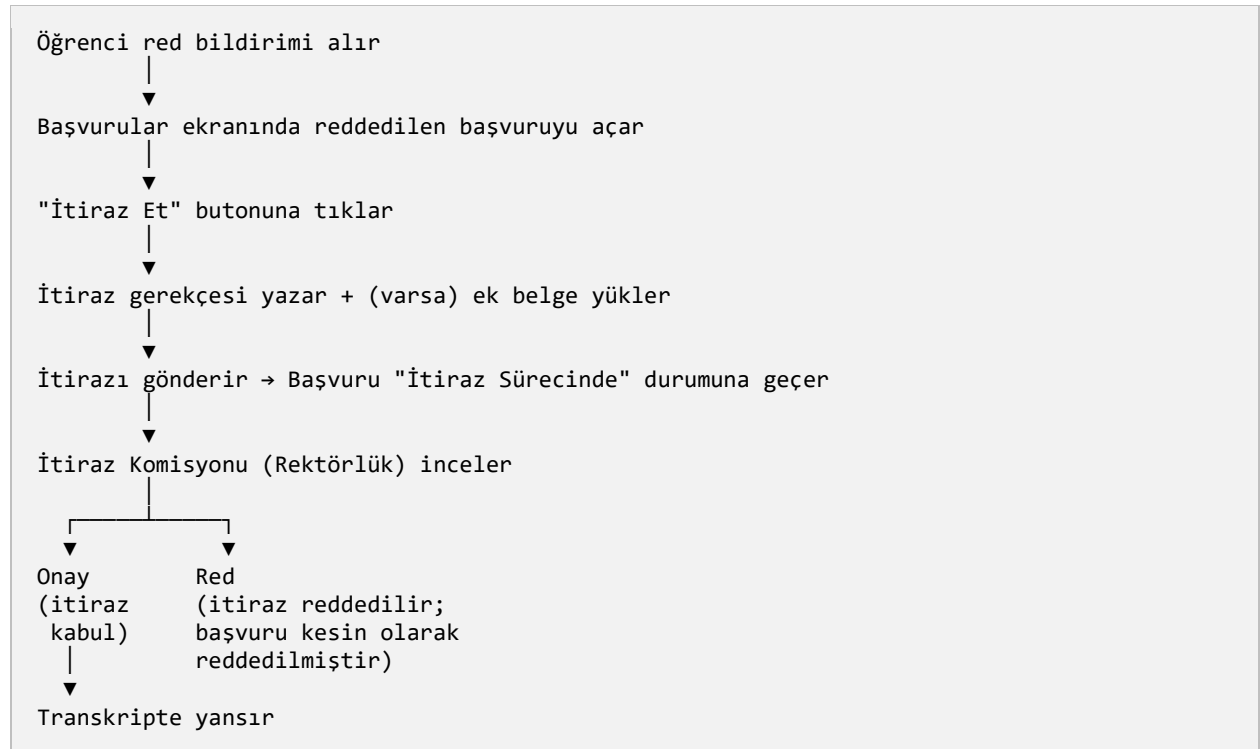 Öğrenci red bildirimi alır
│
▼
Başvurular ekranında reddedilen başvuruyu açar
│
▼
"İtiraz Et" butonuna tıklar
│
▼
İtiraz gerekçesi yazar + (varsa) ek belge yükler
│
▼
İtirazı gönderir → Başvuru "İtiraz Sürecinde" durumuna geçer
│
▼
İtiraz Komisyonu (Rektörlük) inceler
│
┌─────┴─────┐
▼ ▼
Onay Red
(itiraz (itiraz reddedilir;
kabul) başvuru kesin olarak
│ reddedilmiştir)
▼
Transkripte yansır